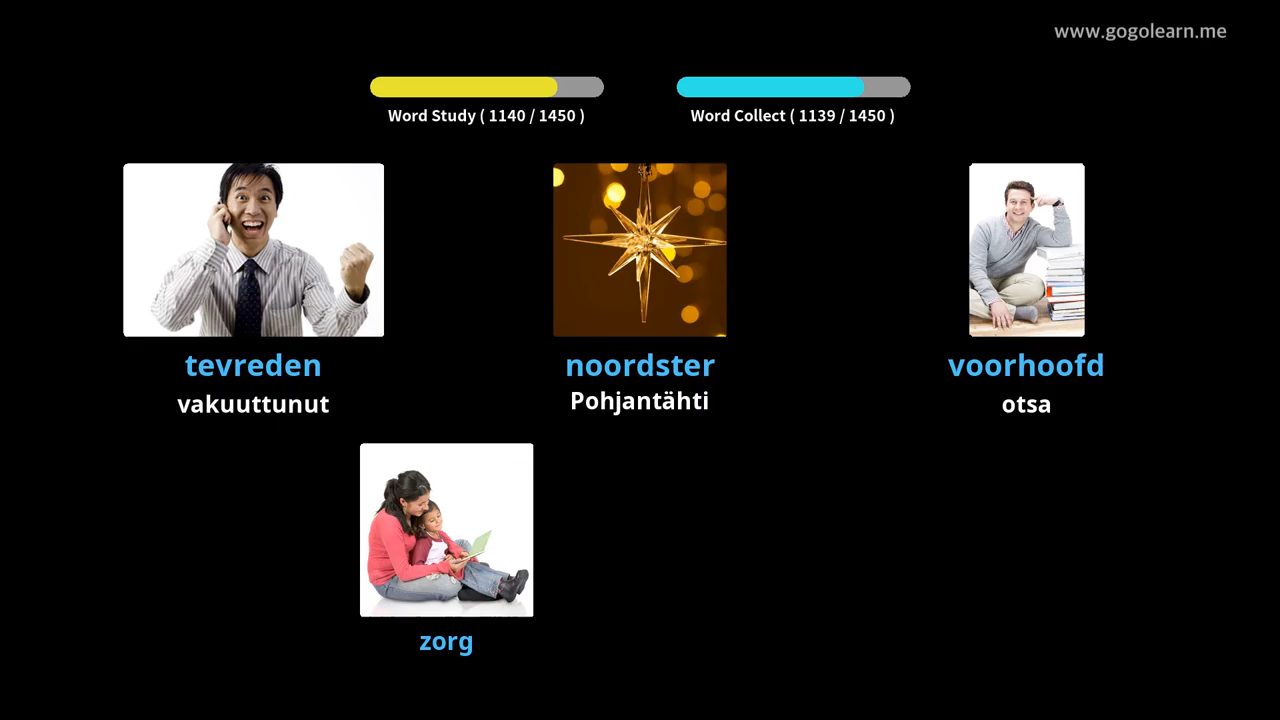 www.gogolearn.me
Word Study ( 1140 / 1450 )
Word Collect ( 1139 / 1450 )
tevreden
vakuuttunut
noordster
Pohjantähti
voorhoofd
otsa
zorg